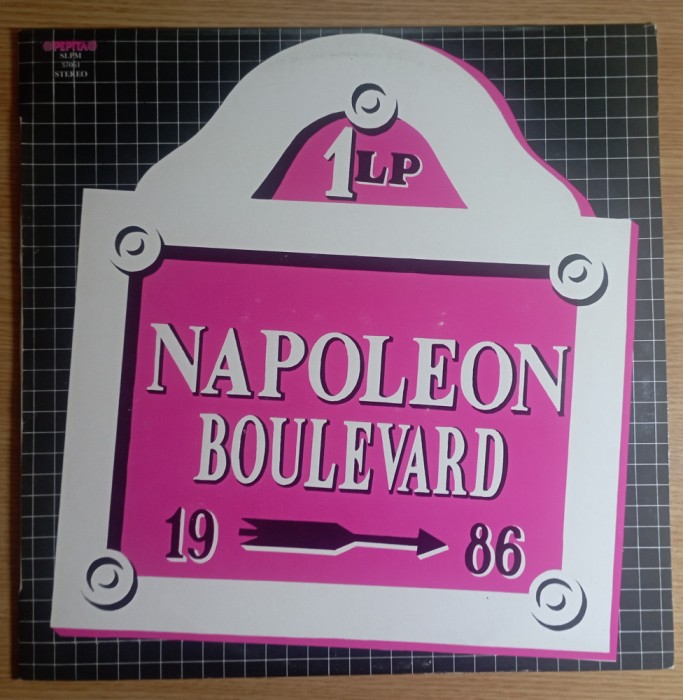 PEPITA
SLPM
37061
STEREO
1LP
NAPOLEON
BOULEVARD
19 86